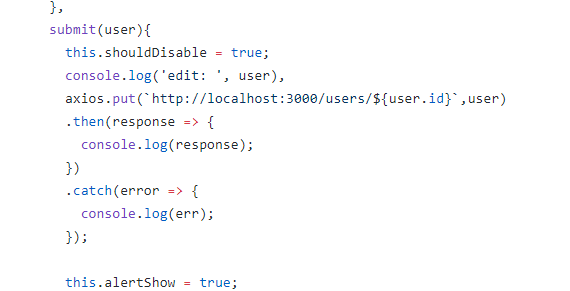 },
submit(user){
this.shouldDisable = true;
console.log('edit: ', user),
axios.put(`http://localhost:3000/users/${user.id}`,user)
.then(response => {
console.log(response);
})
.catch(error => {
console.log(err);
});
this.alertShow = true;